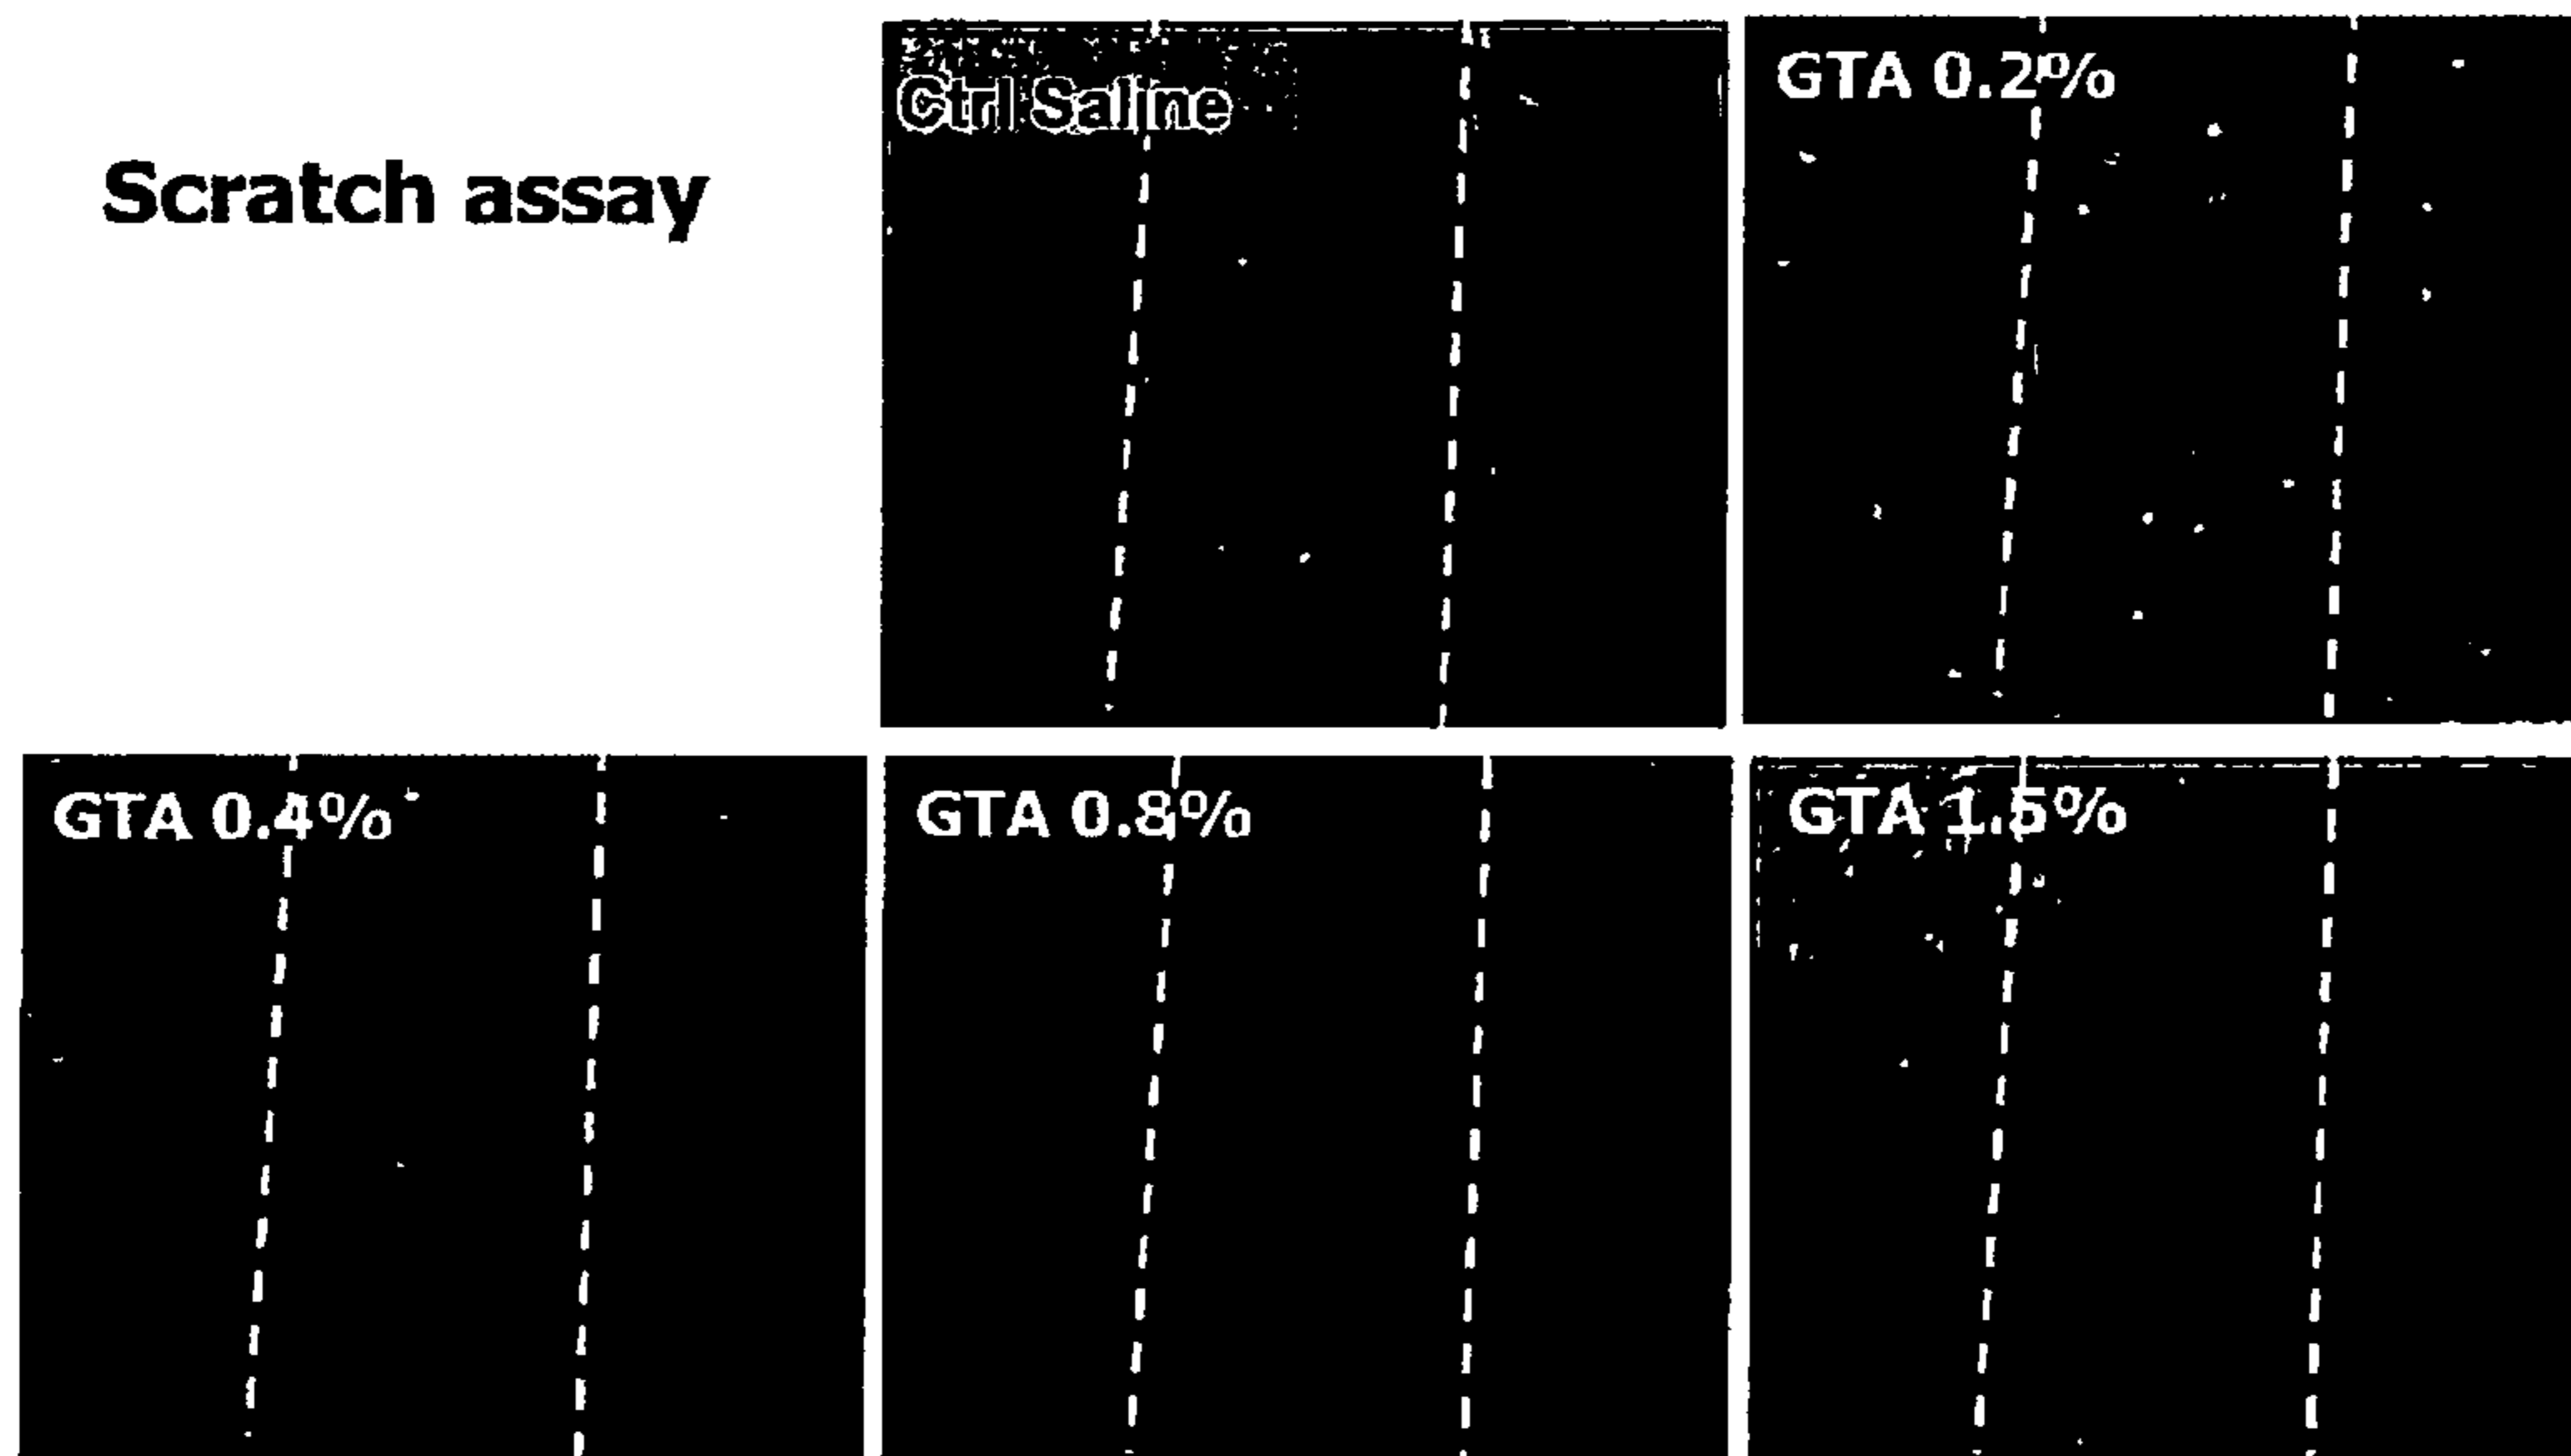 Scratch assay
Ctrl Saline
GTA 0.2%
GTA 0.4%
GTA 0.8%
GTA 1.5%